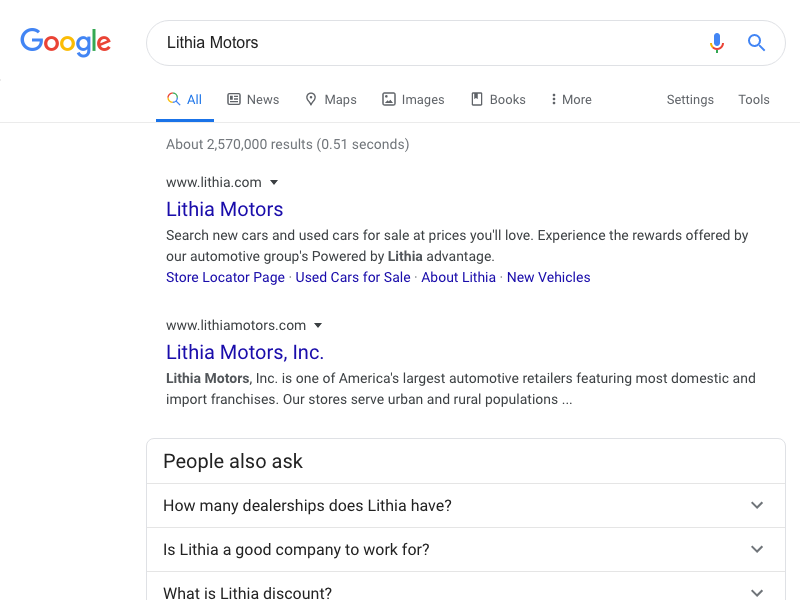 Google
Lithia Motors
All News Maps Images Books More Settings Tools
About 2,570,000 results (0.51 seconds)
www.lithia.com
Lithia Motors
Search new cars and used cars for sale at prices you'll love. Experience the rewards offered by
our automotive group's Powered by Lithia advantage.
Store Locator Page · Used Cars for Sale · About Lithia · New Vehicles
www.lithiamotors.com
Lithia Motors, Inc.
Lithia Motors, Inc. is one of America's largest automotive retailers featuring most domestic and
import franchises. Our stores serve urban and rural populations ...
People also ask
How many dealerships does Lithia have?
Is Lithia a good company to work for?
What is Lithia discount?